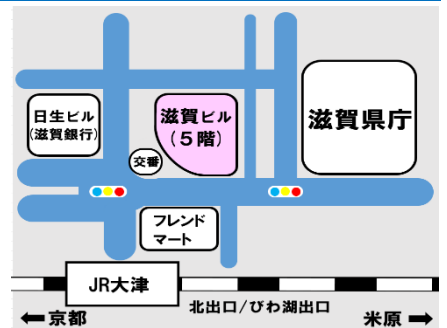 日生ビル
(滋賀銀行)
滋賀ビル
(5階)
滋賀県庁
交番
フレンド
マート
JR大津
北出口/びわ湖出口
←京都
米原→